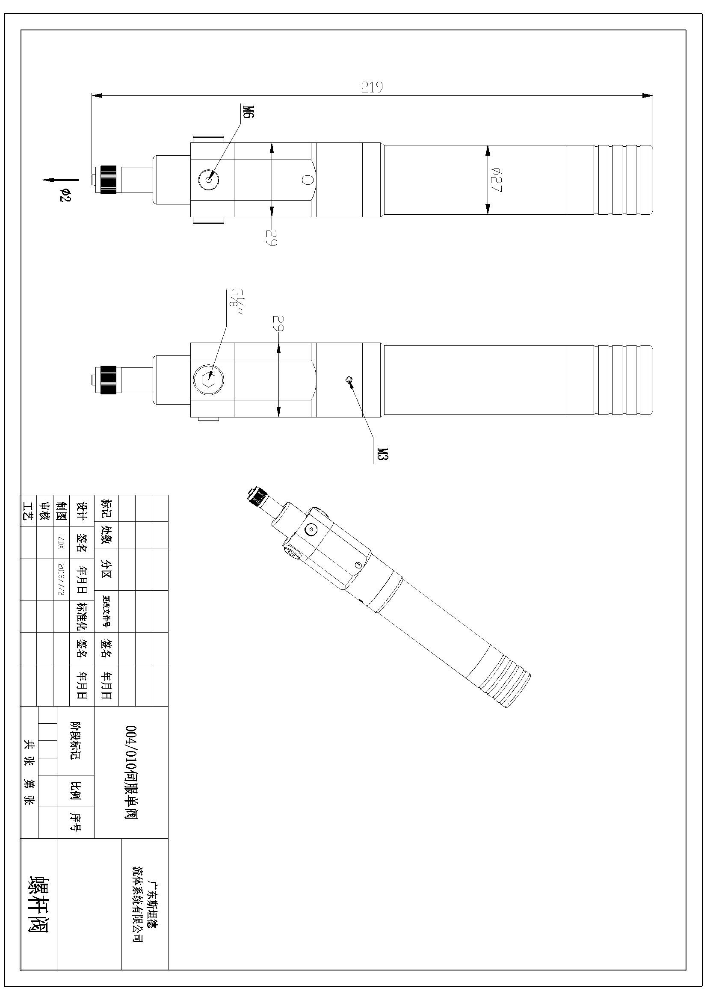 219
M6
ø27
29
ø2
G⅛"
29
M3
标记 处数 分区 更改文件号 签名 年月日
设计 签名 年月日 标准化 签名 年月日
制图 ZDX 2018/7/2
审核
工艺
004/010伺服单阀
阶段标记 比例 序号
共 张 第 张
广东斯坦德
流体系统有限公司
螺杆阀